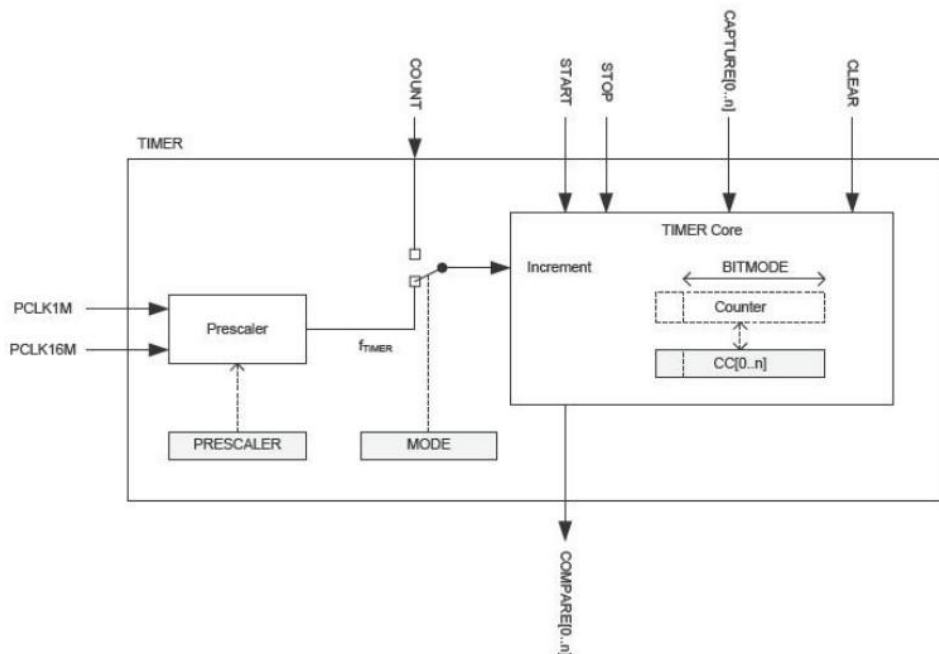 COUNT
START
STOP
CAPTURE[0..n]
CLEAR
TIMER
TIMER Core
Increment
BITMODE
Counter
CC[0..n]
PCLK1M
PCLK16M
Prescaler
fTIMER
PRESCALER
MODE
COMPARE[0..n]